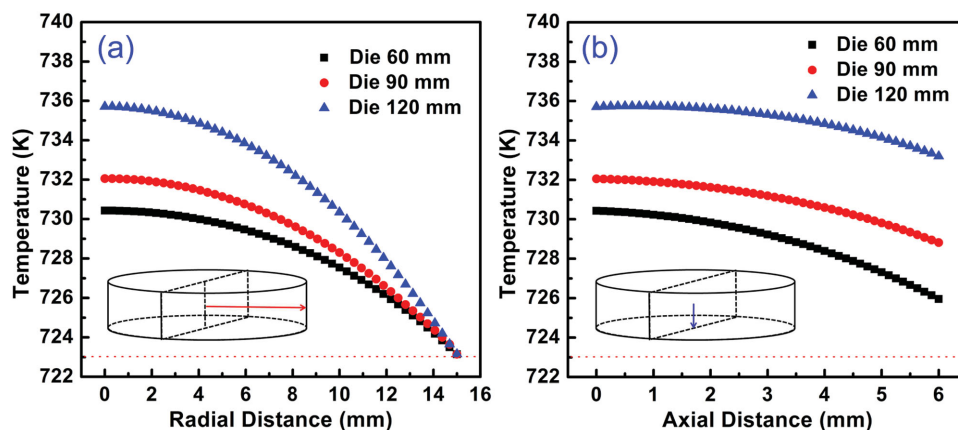 (a)
Die 60 mm
Die 90 mm
Die 120 mm
740
738
736
734
732
730
728
726
724
722
Temperature (K)
0 2 4 6 8 10 12 14 16
Radial Distance (mm)
(b)
Die 60 mm
Die 90 mm
Die 120 mm
740
738
736
734
732
730
728
726
724
722
Temperature (K)
0 1 2 3 4 5 6
Axial Distance (mm)